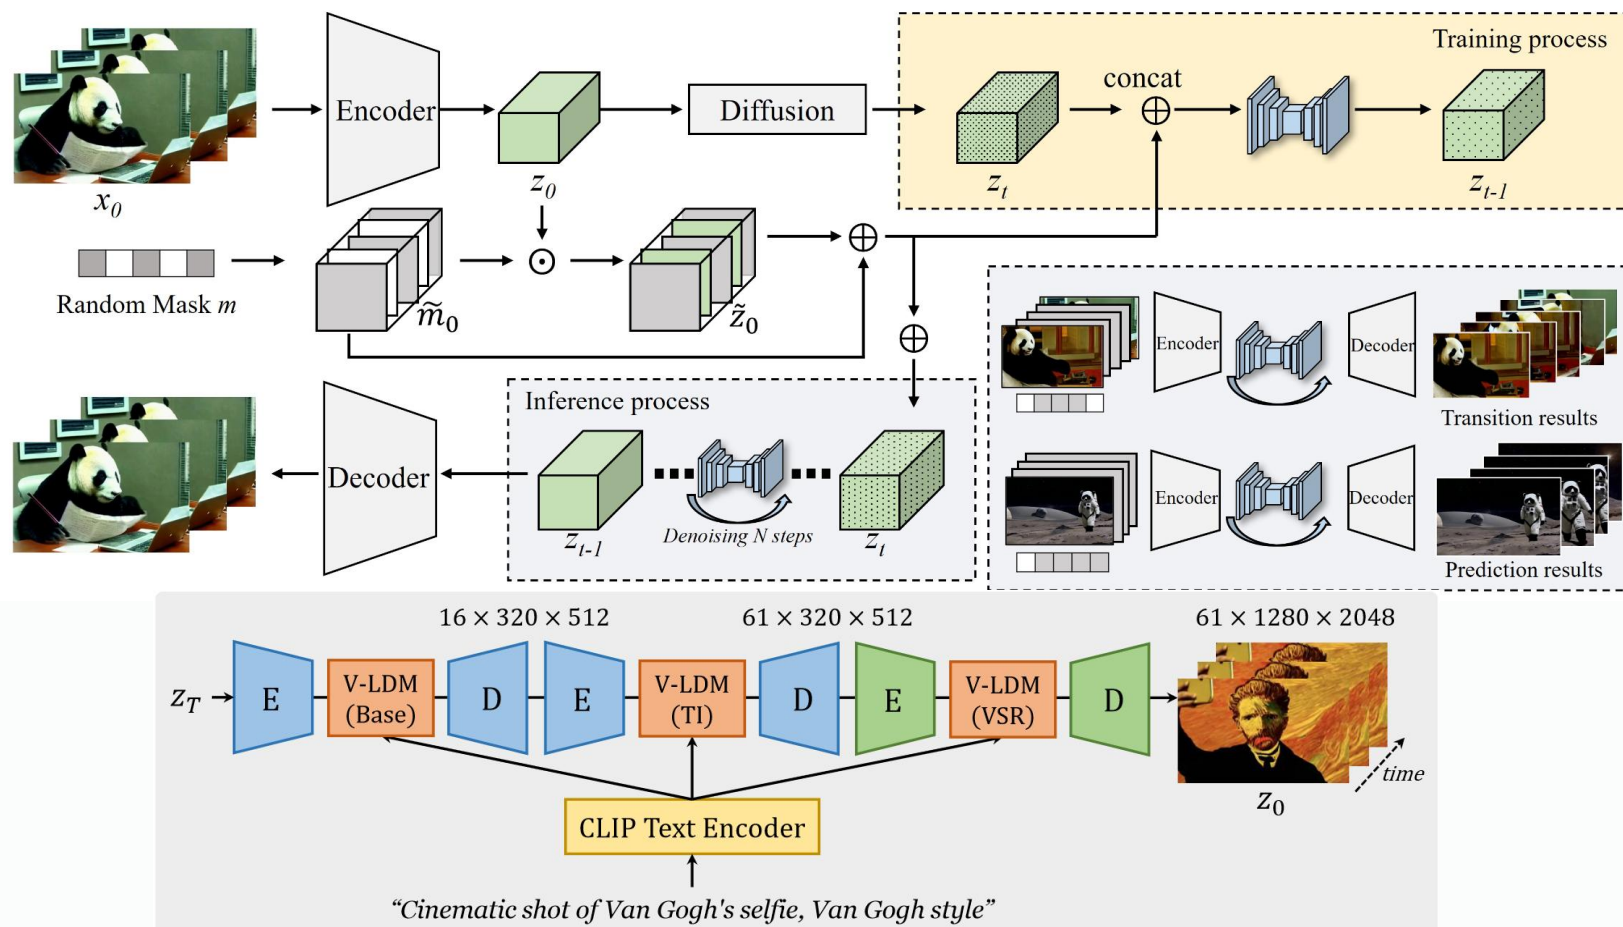 Training process
Encoder
Diffusion
concat
x₀
z₀
zₜ
zₜ₋₁
Random Mask m
m̃₀
z̃₀
Encoder
Decoder
Transition results
Inference process
Decoder
zₜ₋₁
Denoising N steps
zₜ
Encoder
Decoder
Prediction results
16 × 320 × 512
61 × 320 × 512
61 × 1280 × 2048
z_T
E
V-LDM
(Base)
D
E
V-LDM
(TI)
D
E
V-LDM
(VSR)
D
time
z₀
CLIP Text Encoder
“Cinematic shot of Van Gogh's selfie, Van Gogh style”